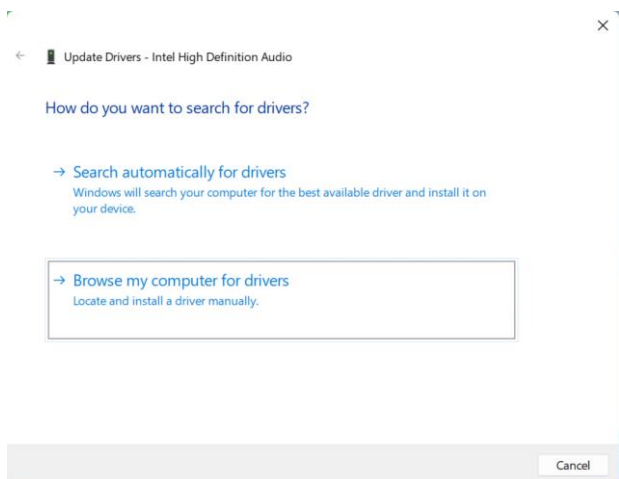 Update Drivers - Intel High Definition Audio
How do you want to search for drivers?
Search automatically for drivers
Windows will search your computer for the best available driver and install it on
your device.
Browse my computer for drivers
Locate and install a driver manually.
Cancel